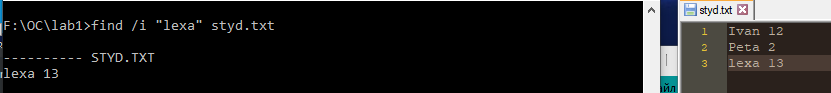 F:\OC\lab1>find /i "lexa" styd.txt
---------- STYD.TXT
lexa 13
styd.txt
1 Ivan 12
2 Peta 2
3 lexa 13
айл